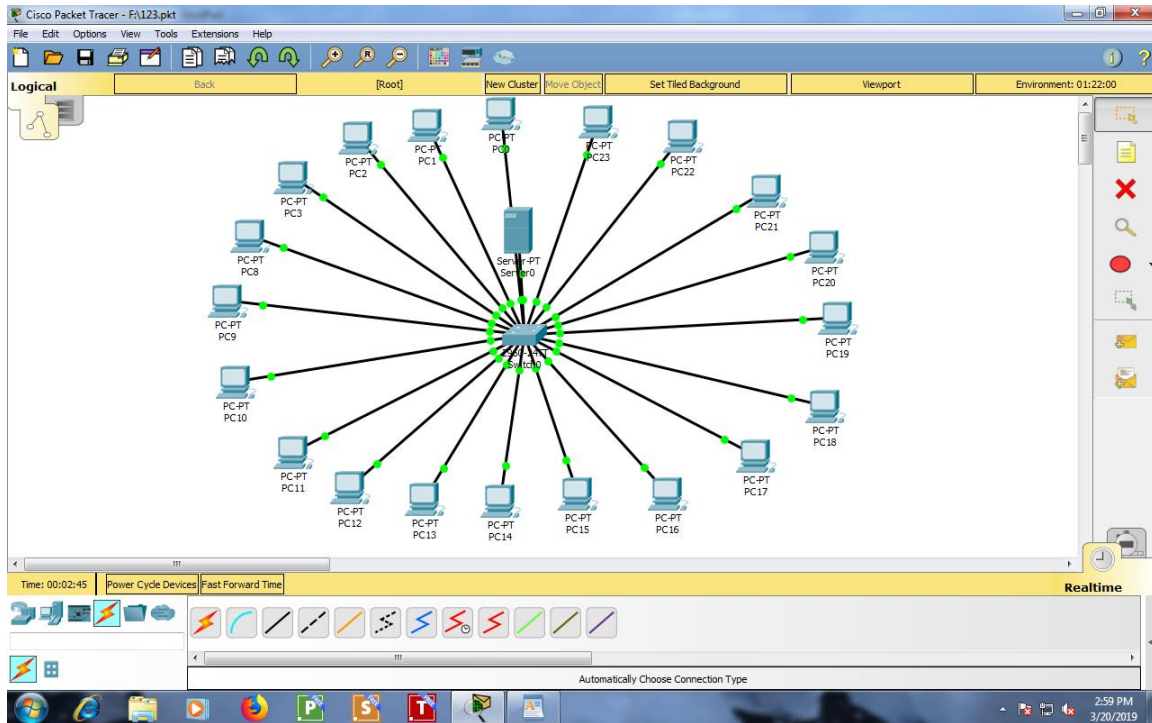 Cisco Packet Tracer - F:\123.pkt
File Edit Options View Tools Extensions Help
Logical Back [Root] New Cluster Move Object Set Tiled Background Viewport Environment: 01:22:00
PC-PT
PC0
PC-PT
PC1
PC-PT
PC2
PC-PT
PC23
PC-PT
PC22
PC-PT
PC3
PC-PT
PC21
PC-PT
PC8
Server-PT
Server0
PC-PT
PC20
PC-PT
PC9
PC-PT
PC19
2960-24TT
Switch0
PC-PT
PC10
PC-PT
PC18
PC-PT
PC11
PC-PT
PC17
PC-PT
PC12
PC-PT
PC13
PC-PT
PC14
PC-PT
PC15
PC-PT
PC16
Time: 00:02:45 Power Cycle Devices Fast Forward Time Realtime
Automatically Choose Connection Type
2:59 PM
3/20/2019